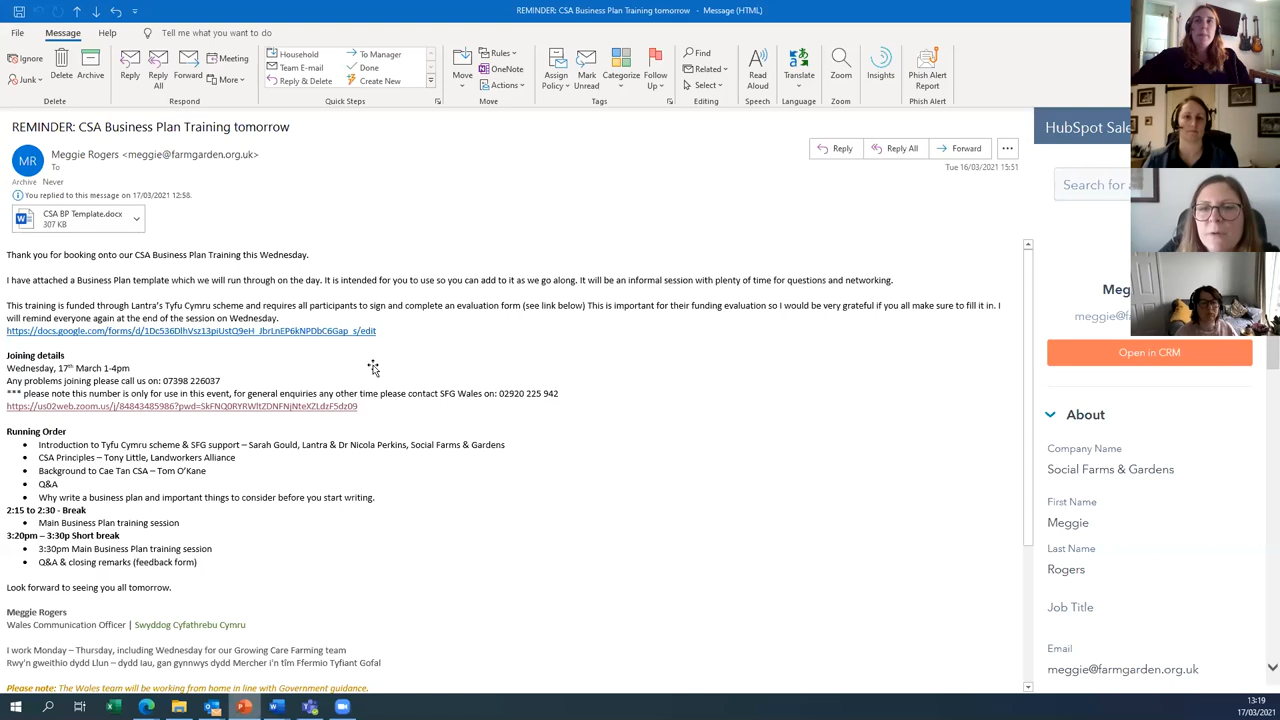 REMINDER: CSA Business Plan Training tomorrow - Message (HTML)
File Message Help Tell me what you want to do
Ignore
Junk
Delete
Archive
Delete
Reply
Reply All
Forward
Meeting
More
Respond
Household
Team E-mail
Reply & Delete
To Manager
Done
Create New
Quick Steps
Move
Rules
OneNote
Actions
Move
Assign Policy
Mark Unread
Categorize
Follow Up
Tags
Find
Related
Select
Editing
Read Aloud
Speech
Translate
Language
Zoom
Zoom
Insights
Phish Alert Report
Phish Alert
REMINDER: CSA Business Plan Training tomorrow
MR
Meggie Rogers <meggie@farmgarden.org.uk>
To
Archive Never
Reply Reply All Forward
Tue 16/03/2021 15:51
You replied to this message on 17/03/2021 12:58.
CSA BP Template.docx
307 KB
Thank you for booking onto our CSA Business Plan Training this Wednesday.
I have attached a Business Plan template which we will run through on the day. It is intended for you to use so you can add to it as we go along. It will be an informal session with plenty of time for questions and networking.
This training is funded through Lantra's Tyfu Cymru scheme and requires all participants to sign and complete an evaluation form (see link below) This is important for their funding evaluation so I would be very grateful if you all make sure to fill it in. I
will remind everyone again at the end of the session on Wednesday.
https://docs.google.com/forms/d/1Dc536DlhVsz13piUstQ9eH_JbrLnEP6kNPDbC6Gap_s/edit
Joining details
Wednesday, 17th March 1-4pm
Any problems joining please call us on: 07398 226037
*** please note this number is only for use in this event, for general enquiries any other time please contact SFG Wales on: 02920 225 942
https://us02web.zoom.us/j/84843485986?pwd=SkFNQ0RYRWltZDNFNjNteXZLdzF5dz09
Running Order
• Introduction to Tyfu Cymru scheme & SFG support – Sarah Gould, Lantra & Dr Nicola Perkins, Social Farms & Gardens
• CSA Principles – Tony Little, Landworkers Alliance
• Background to Cae Tan CSA – Tom O'Kane
• Q&A
• Why write a business plan and important things to consider before you start writing.
2:15 to 2:30 - Break
• Main Business Plan training session
3:20pm – 3:30p Short break
• 3:30pm Main Business Plan training session
• Q&A & closing remarks (feedback form)
Look forward to seeing you all tomorrow.
Meggie Rogers
Wales Communication Officer | Swyddog Cyfathrebu Cymru
I work Monday – Thursday, including Wednesday for our Growing Care Farming team
Rwy'n gweithio dydd Llun – dydd Iau, gan gynnwys dydd Mercher i'n tîm Ffermio Tyfiant Gofal
Please note: The Wales team will be working from home in line with Government guidance.
HubSpot Sale
Search for a
Meg
meggie@f
Open in CRM
About
Company Name
Social Farms & Gardens
First Name
Meggie
Last Name
Rogers
Job Title
Email
meggie@farmgarden.org.uk
13:19
17/03/2021